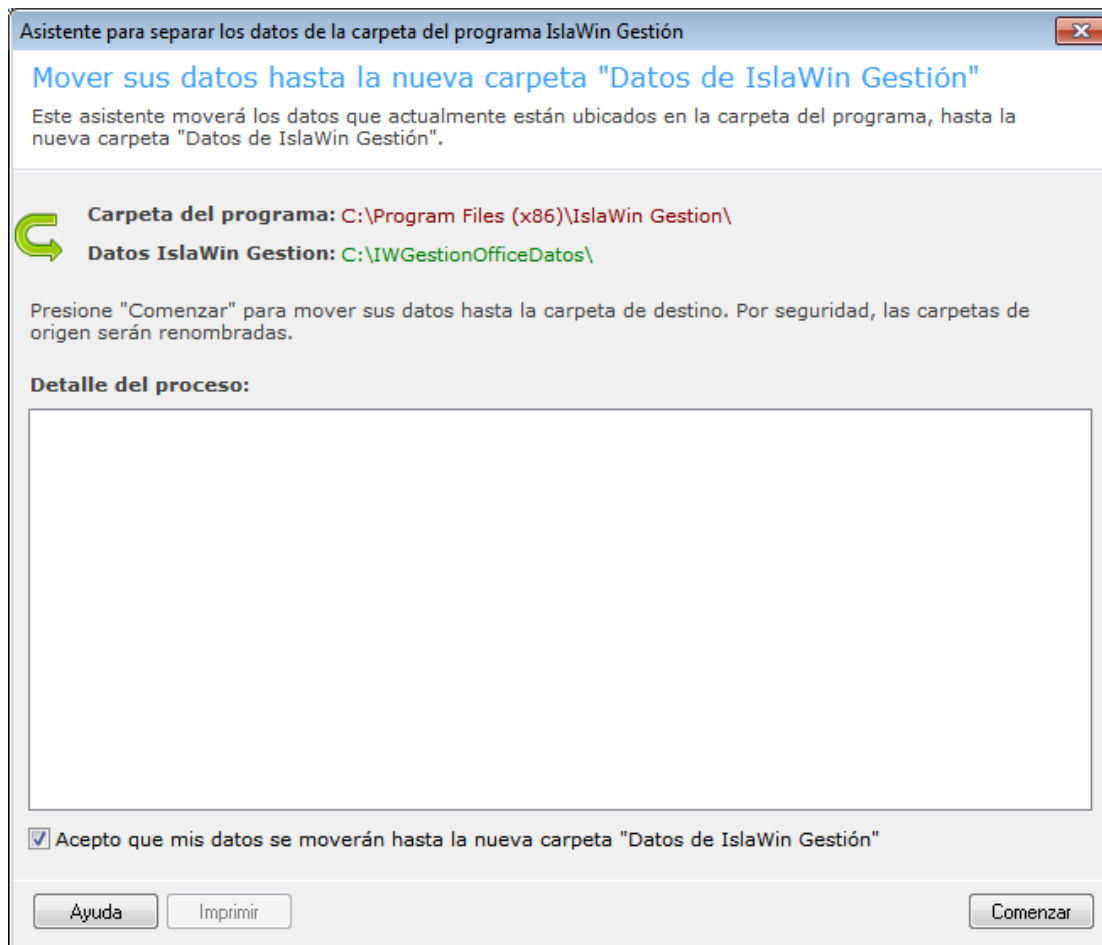 Asistente para separar los datos de la carpeta del programa IslaWin Gestión
Mover sus datos hasta la nueva carpeta "Datos de IslaWin Gestión"
Este asistente moverá los datos que actualmente están ubicados en la carpeta del programa, hasta la
nueva carpeta "Datos de IslaWin Gestión".
Carpeta del programa: C:\Program Files (x86)\IslaWin Gestion\
Datos IslaWin Gestion: C:\IWGestionOfficeDatos\
Presione "Comenzar" para mover sus datos hasta la carpeta de destino. Por seguridad, las carpetas de
origen serán renombradas.
Detalle del proceso:
Acepto que mis datos se moverán hasta la nueva carpeta "Datos de IslaWin Gestión"
Ayuda Imprimir Comenzar